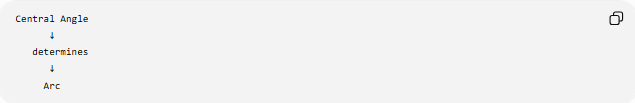 Central Angle
↓
determines
↓
Arc